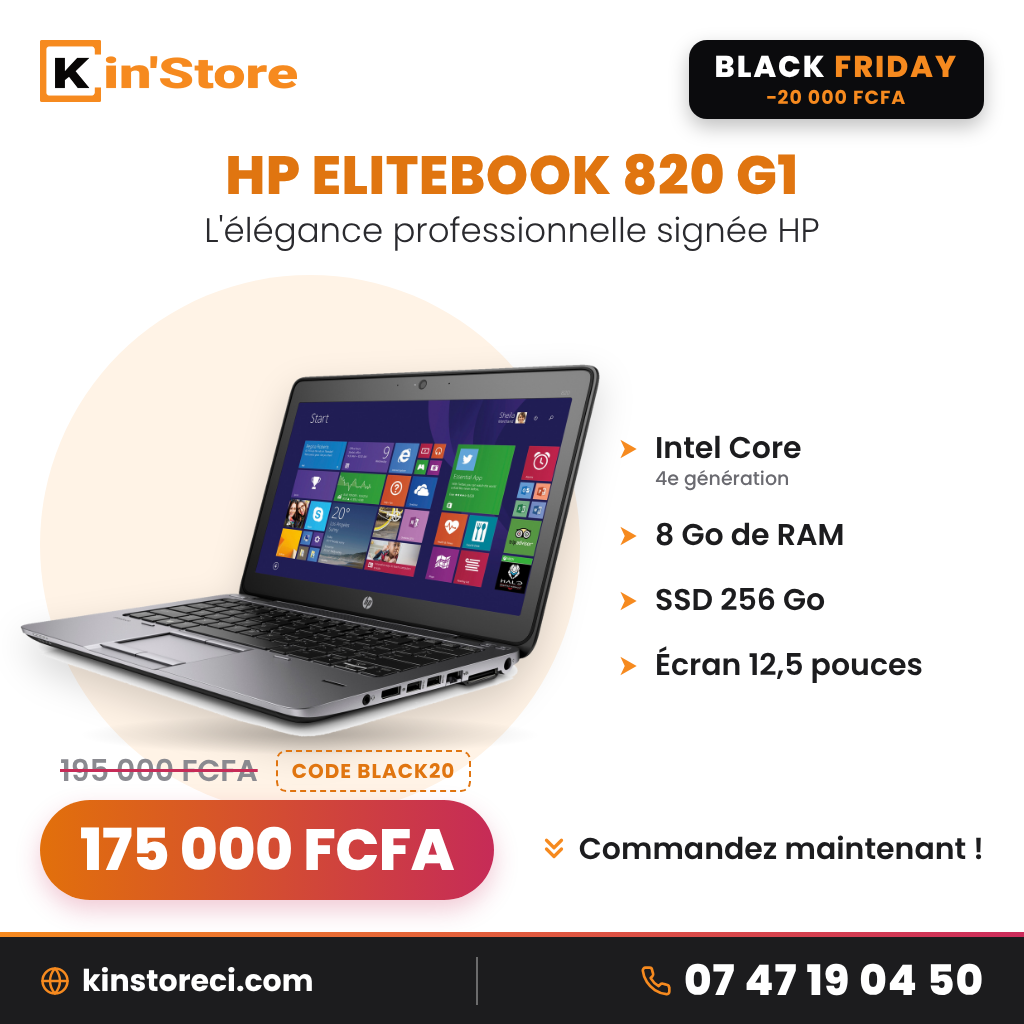 Kin'Store
BLACK FRIDAY
-20 000 FCFA
HP ELITEBOOK 820 G1
L'élégance professionnelle signée HP
Start
Sheila
Intel Core
4e génération
8 Go de RAM
SSD 256 Go
Écran 12,5 pouces
195 000 FCFA
CODE BLACK20
175 000 FCFA
Commandez maintenant !
kinstoreci.com
07 47 19 04 50